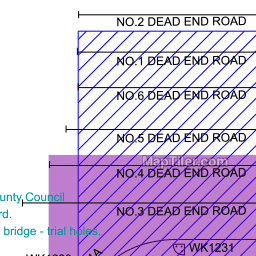 NO.2 DEAD END ROAD
NO.1 DEAD END ROAD
NO.6 DEAD END ROAD
NO.5 DEAD END ROAD
MapTiler.com
NO.4 DEAD END ROAD
unty Council
NO.3 DEAD END ROAD
rd.
bridge - trial holes.
WK1231